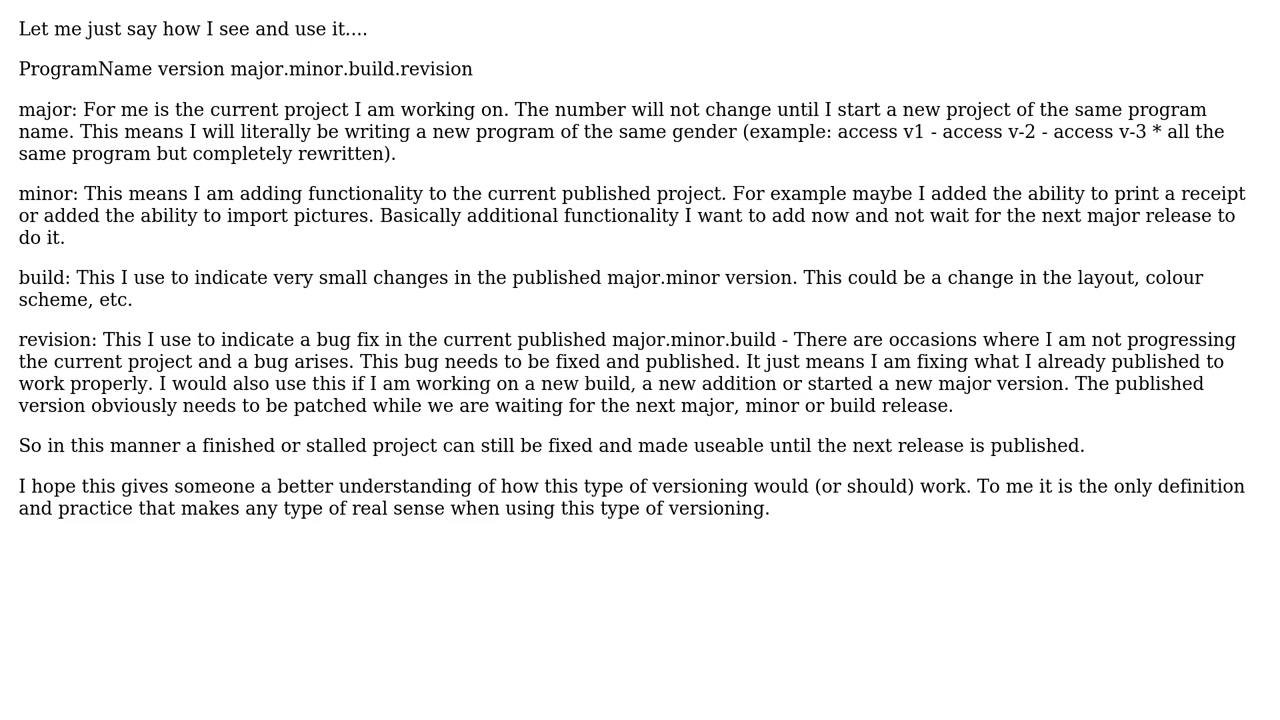 Let me just say how I see and use it....
ProgramName version major.minor.build.revision
major: For me is the current project I am working on. The number will not change until I start a new project of the same program
name. This means I will literally be writing a new program of the same gender (example: access v1 - access v-2 - access v-3 * all the
same program but completely rewritten).
minor: This means I am adding functionality to the current published project. For example maybe I added the ability to print a receipt
or added the ability to import pictures. Basically additional functionality I want to add now and not wait for the next major release to
do it.
build: This I use to indicate very small changes in the published major.minor version. This could be a change in the layout, colour
scheme, etc.
revision: This I use to indicate a bug fix in the current published major.minor.build - There are occasions where I am not progressing
the current project and a bug arises. This bug needs to be fixed and published. It just means I am fixing what I already published to
work properly. I would also use this if I am working on a new build, a new addition or started a new major version. The published
version obviously needs to be patched while we are waiting for the next major, minor or build release.
So in this manner a finished or stalled project can still be fixed and made useable until the next release is published.
I hope this gives someone a better understanding of how this type of versioning would (or should) work. To me it is the only definition
and practice that makes any type of real sense when using this type of versioning.